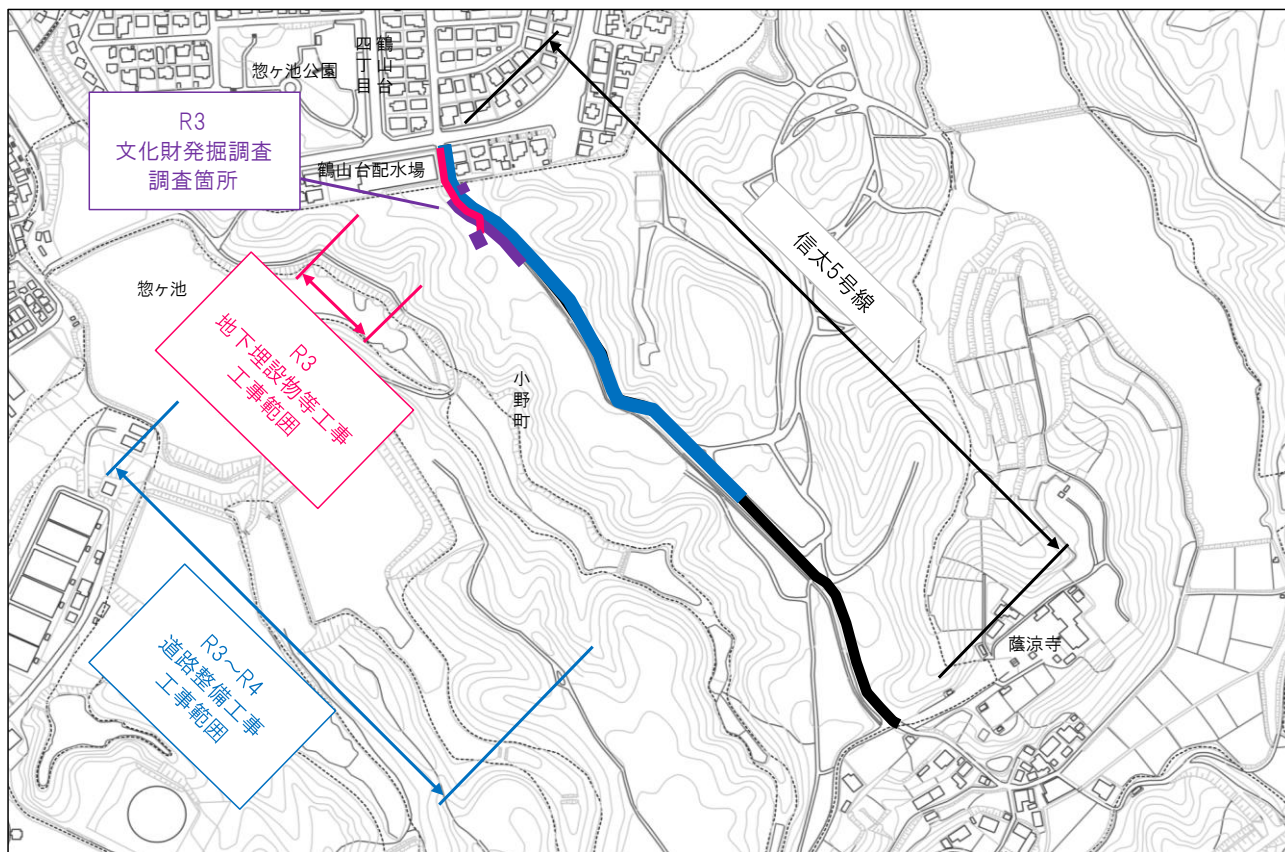 鶴山台
四丁目
惣ヶ池公園
R3
文化財発掘調査
調査箇所
鶴山台配水場
信太5号線
惣ヶ池
R3
地下埋設物等工事
工事範囲
小野町
R3～R4
道路整備工事
工事範囲
蔭涼寺